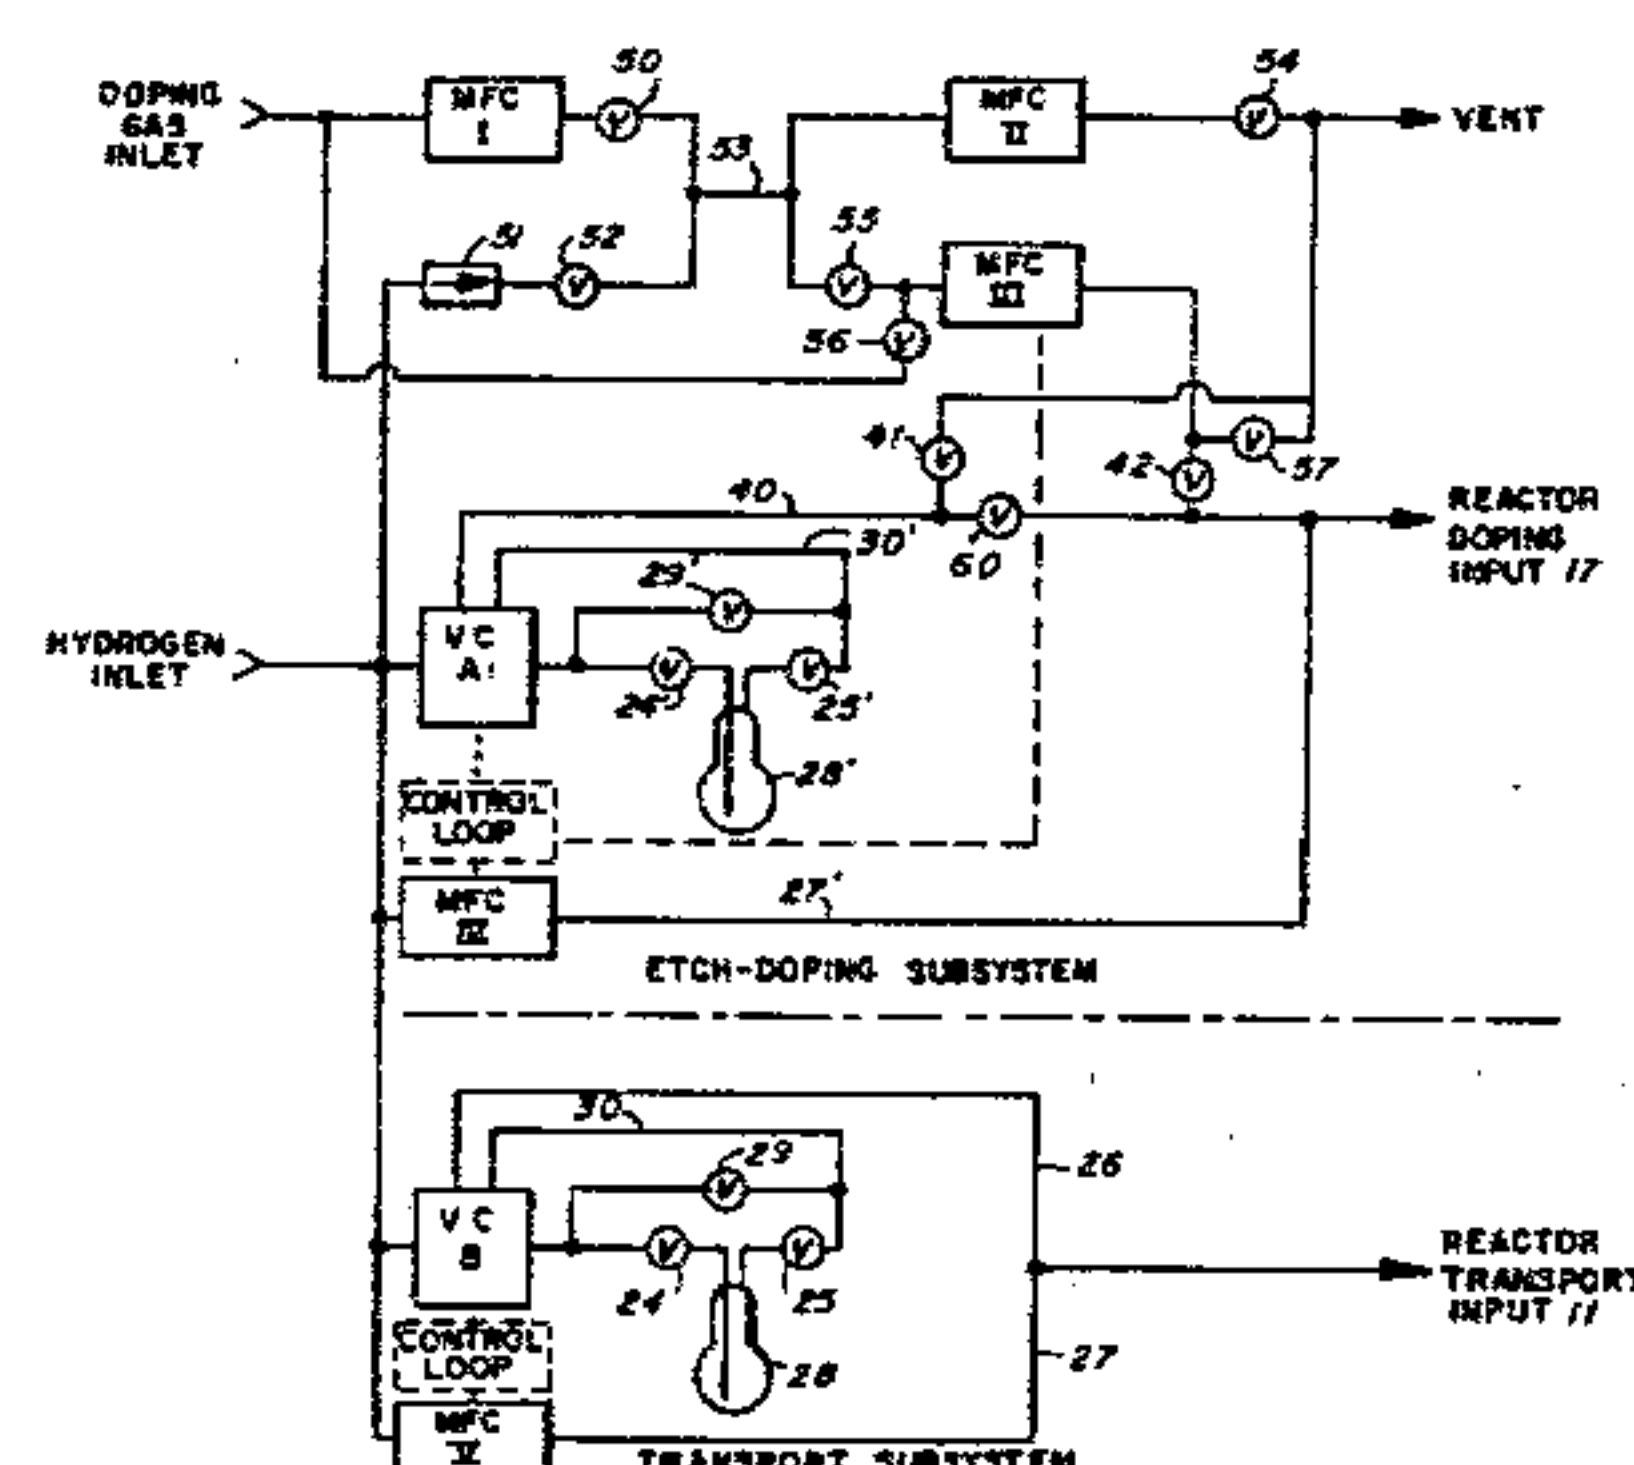 50
54
DOPING
GAS
INLET
MFC
I
V
MFC
II
V
VENT
53
51
52
V
55
V
MFC
III
56
V
41
V
42
V
V
57
40
30'
V
60
REACTOR
DOPING
INPUT 17
29'
V
HYDROGEN
INLET
VC
A
V
24'
V
25'
28'
CONTROL
LOOP
MFC
IV
27'
ETCH-DOPING SUBSYSTEM
30
29
V
26
VC
B
V
24
V
25
REACTOR
TRANSPORT
INPUT 11
CONTROL
LOOP
28
27
MFC
V
TRANSPORT SUBSYSTEM